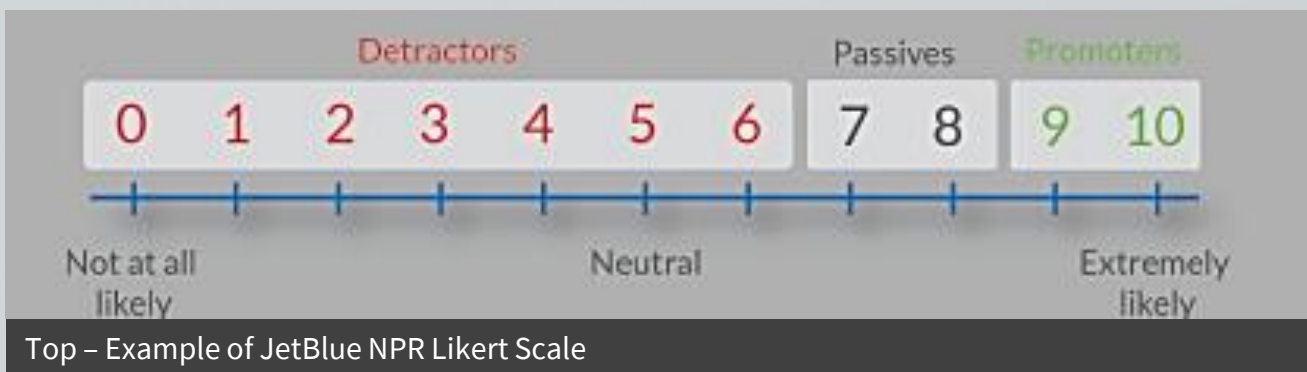 Detractors Passives Promoters
0 1 2 3 4 5 6 7 8 9 10
Not at all Neutral Extremely
likely likely
Top – Example of JetBlue NPR Likert Scale